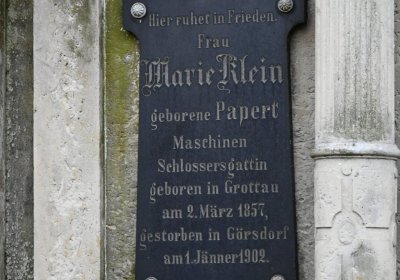 Hier ruhet in Frieden.
Frau
Marie Klein
geborene Papert
Maschinen
Schlossersgattin
geboren in Grottau
am 2. März 1857,
gestorben in Görsdorf
am 1. Jänner 1902.